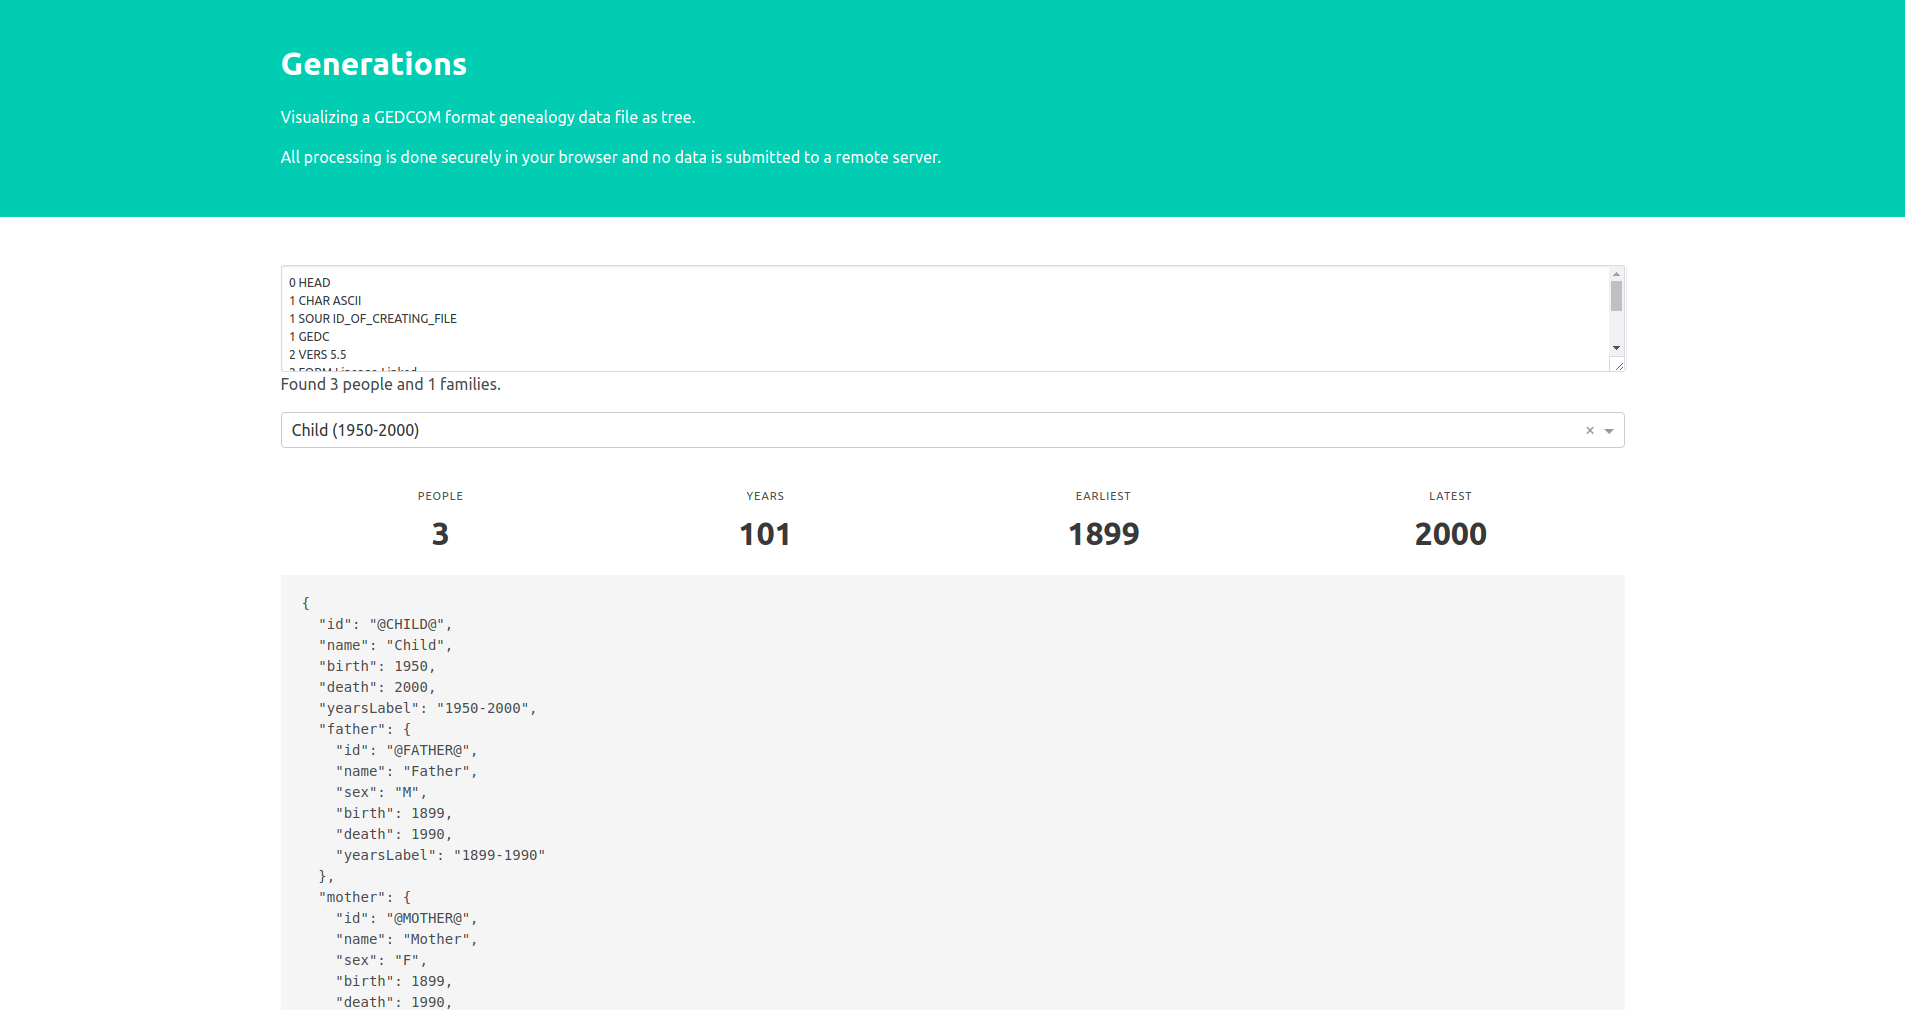 Generations
Visualizing a GEDCOM format genealogy data file as tree.
All processing is done securely in your browser and no data is submitted to a remote server.
0 HEAD
1 CHAR ASCII
1 SOUR ID_OF_CREATING_FILE
1 GEDC
2 VERS 5.5
Found 3 people and 1 families.
Child (1950-2000)
PEOPLE YEARS EARLIEST LATEST
3 101 1899 2000
{
"id": "@CHILD@",
"name": "Child",
"birth": 1950,
"death": 2000,
"yearsLabel": "1950-2000",
"father": {
"id": "@FATHER@",
"name": "Father",
"sex": "M",
"birth": 1899,
"death": 1990,
"yearsLabel": "1899-1990"
},
"mother": {
"id": "@MOTHER@",
"name": "Mother",
"sex": "F",
"birth": 1899,
"death": 1990,